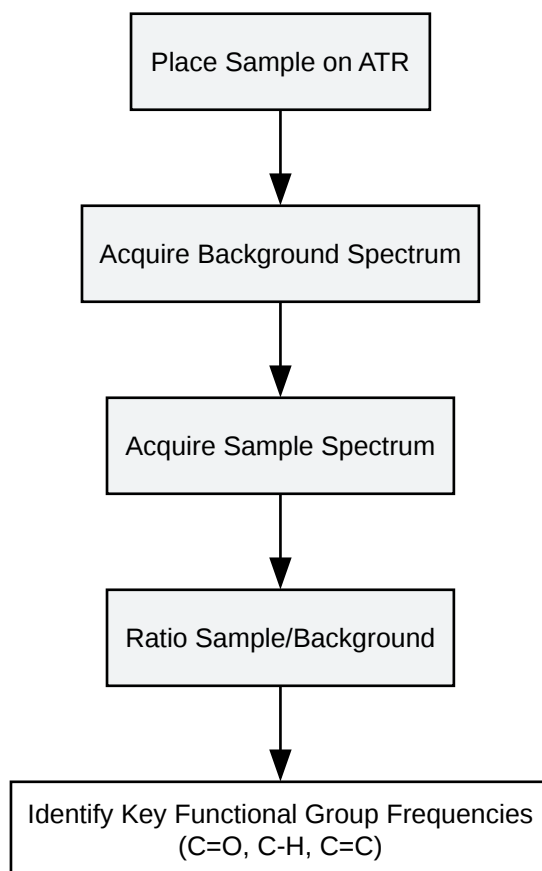 Place Sample on ATR
Acquire Background Spectrum
Acquire Sample Spectrum
Ratio Sample/Background
Identify Key Functional Group Frequencies
(C=O, C-H, C=C)